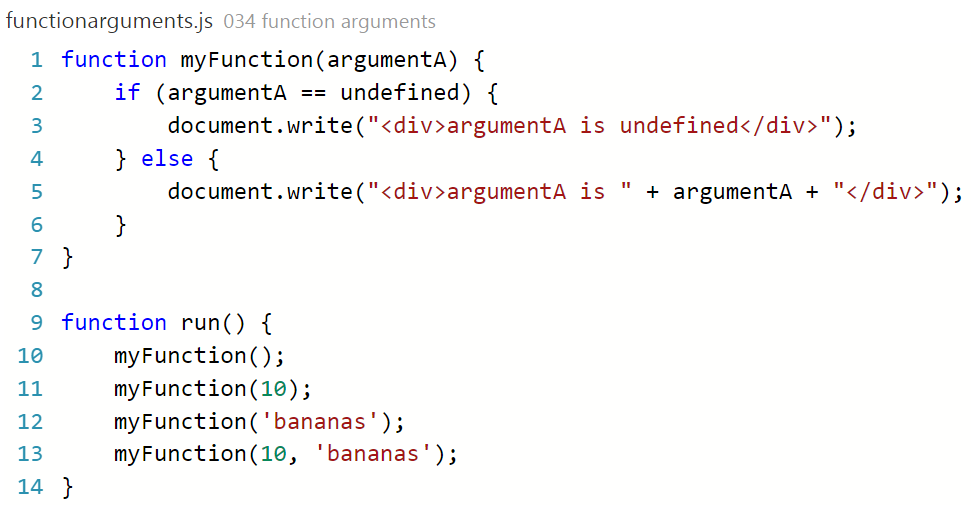 functionarguments.js 034 function arguments
1 function myFunction(argumentA) {
2 if (argumentA == undefined) {
3 document.write("<div>argumentA is undefined</div>");
4 } else {
5 document.write("<div>argumentA is " + argumentA + "</div>");
6 }
7 }
8
9 function run() {
10 myFunction();
11 myFunction(10);
12 myFunction('bananas');
13 myFunction(10, 'bananas');
14 }